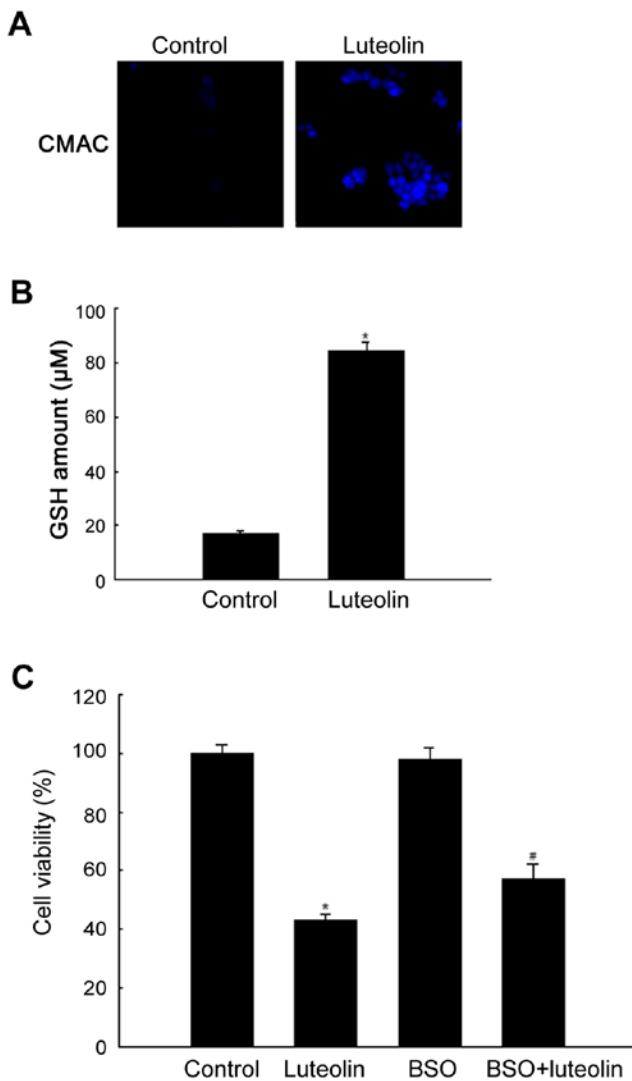 A
Control Luteolin
CMAC
B
GSH amount (µM)
100
80
60
40
20
0
*
Control Luteolin
C
Cell viability (%)
120
100
80
60
40
20
0
*
#
Control Luteolin BSO BSO+luteolin